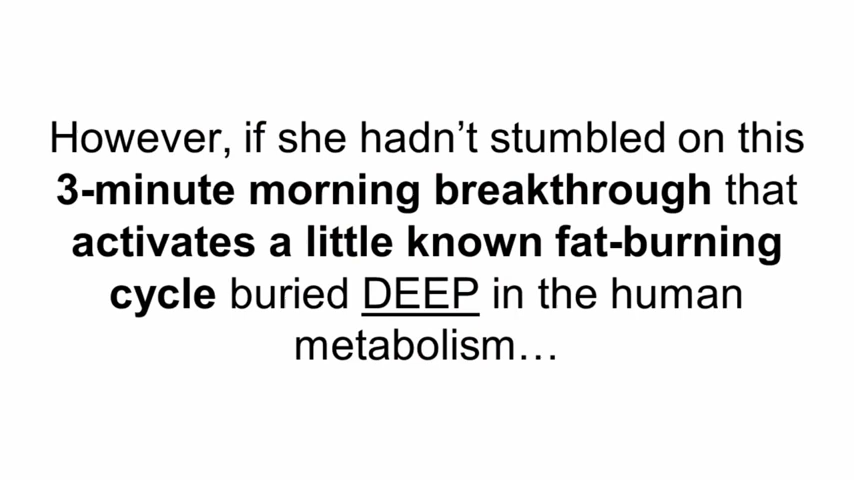 However, if she hadn’t stumbled on this
3-minute morning breakthrough that
activates a little known fat-burning
cycle buried DEEP in the human
metabolism…